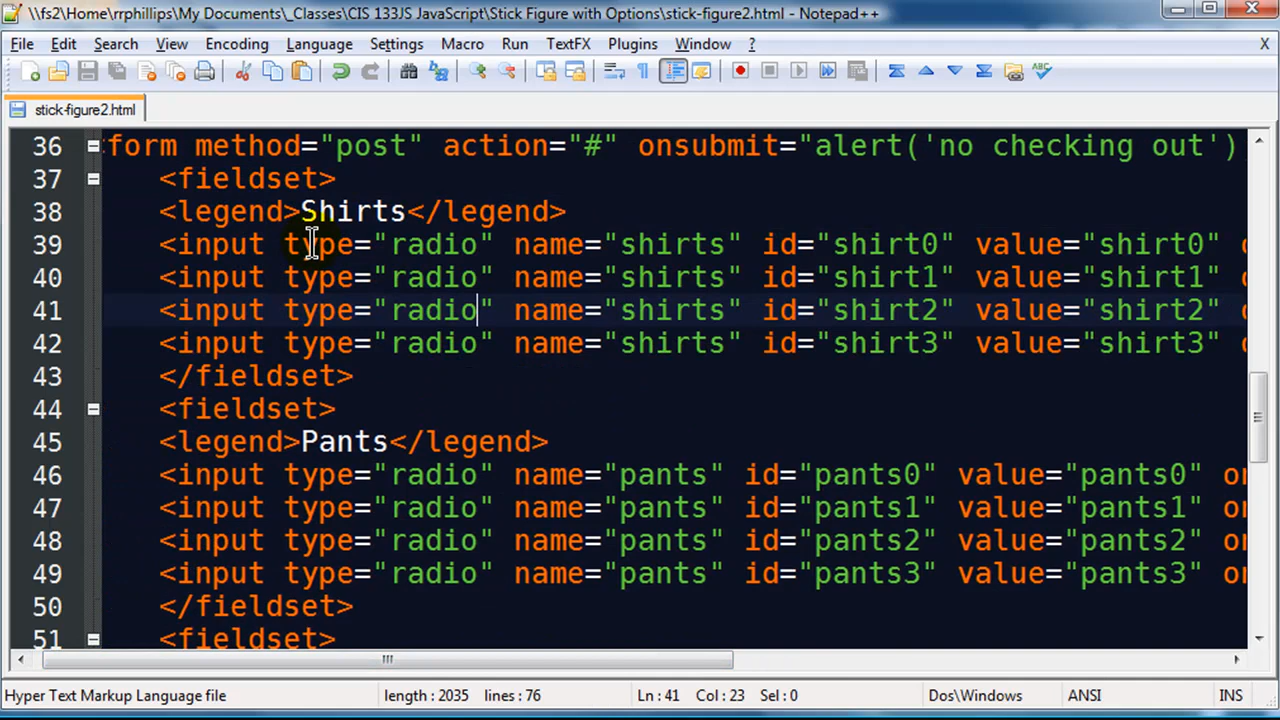 \\fs2\Home\rrphillips\My Documents\_Classes\CIS 133JS JavaScript\Stick Figure with Options\stick-figure2.html - Notepad++
File Edit Search View Encoding Language Settings Macro Run TextFX Plugins Window ? X
stick-figure2.html
36 form method="post" action="#" onsubmit="alert('no checking out')
37 <fieldset>
38 <legend>Shirts</legend>
39 <input type="radio" name="shirts" id="shirt0" value="shirt0"
40 <input type="radio" name="shirts" id="shirt1" value="shirt1"
41 <input type="radio" name="shirts" id="shirt2" value="shirt2"
42 <input type="radio" name="shirts" id="shirt3" value="shirt3"
43 </fieldset>
44 <fieldset>
45 <legend>Pants</legend>
46 <input type="radio" name="pants" id="pants0" value="pants0" on
47 <input type="radio" name="pants" id="pants1" value="pants1" on
48 <input type="radio" name="pants" id="pants2" value="pants2" on
49 <input type="radio" name="pants" id="pants3" value="pants3" on
50 </fieldset>
51 <fieldset>
Hyper Text Markup Language file length : 2035 lines : 76 Ln : 41 Col : 23 Sel : 0 Dos\Windows ANSI INS